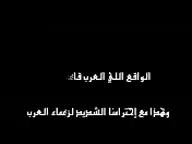 الواقع اللي العرب فيه
وهذا مع إحترامنا الشديد لزعماء العرب